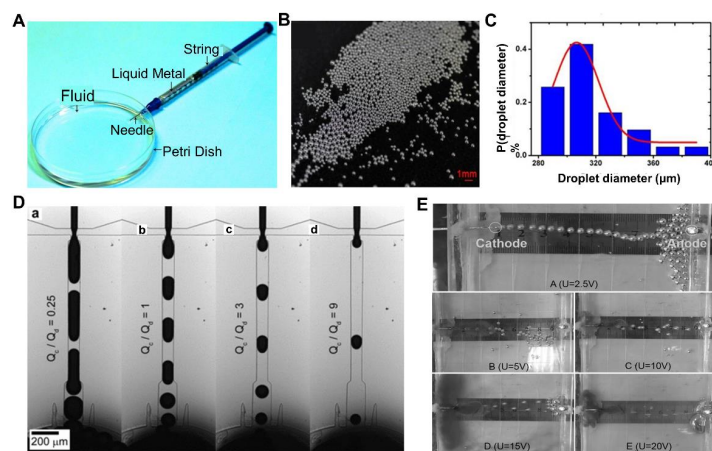 A
String
Liquid Metal
Fluid
Needle
Petri Dish
B
1mm
C
P(droplet diameter)
%
0.4
0.2
0.0
280
320
360
40
Droplet diameter (μm)
D
a
b
c
d
Qc / Qd = 0.25
Qc / Qd = 1
Qc / Qd = 3
Qc / Qd = 9
200 μm
E
Cathode
Anode
A (U=2.5V)
B (U=5V)
C (U=10V)
D (U=15V)
E (U=20V)